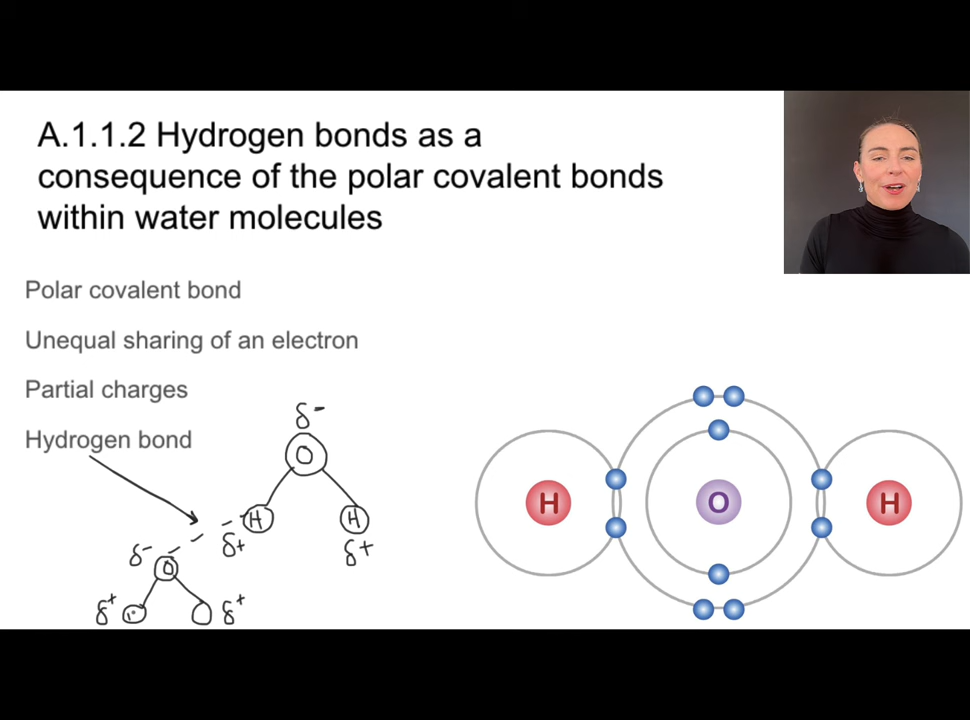 A.1.1.2 Hydrogen bonds as a
consequence of the polar covalent bonds
within water molecules
Polar covalent bond
Unequal sharing of an electron
Partial charges
Hydrogen bond
δ-
O
H
H
δ+
δ+
δ-
O
δ+
δ+
H
O
H